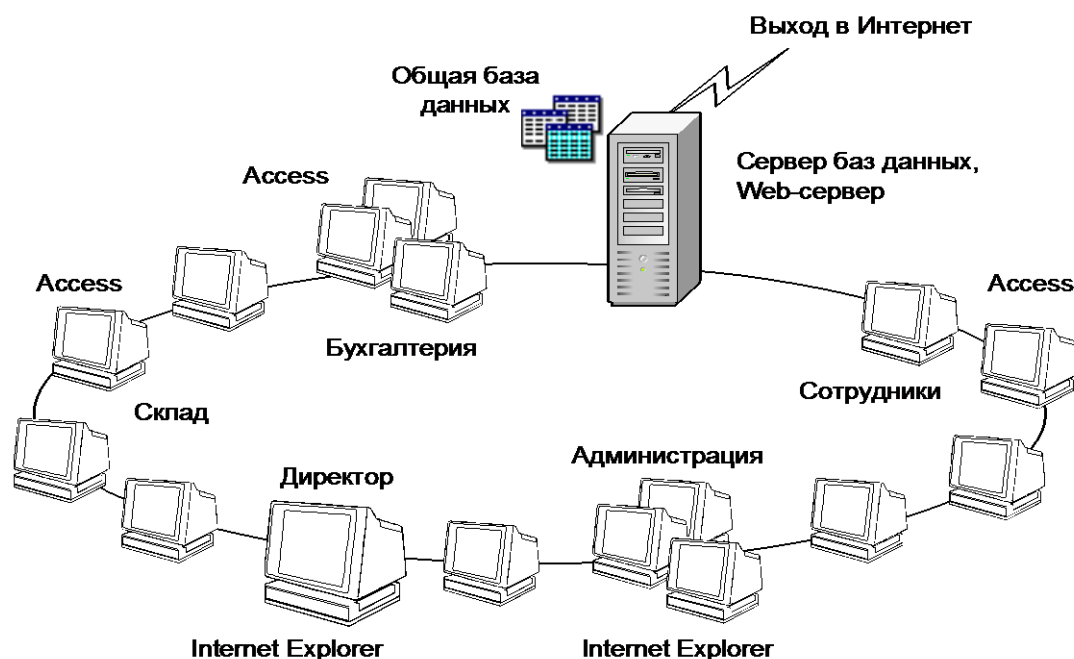 Выход в Интернет
Общая база
данных
Сервер баз данных,
Web-сервер
Access
Access
Access
Бухгалтерия
Сотрудники
Склад
Администрация
Директор
Internet Explorer
Internet Explorer